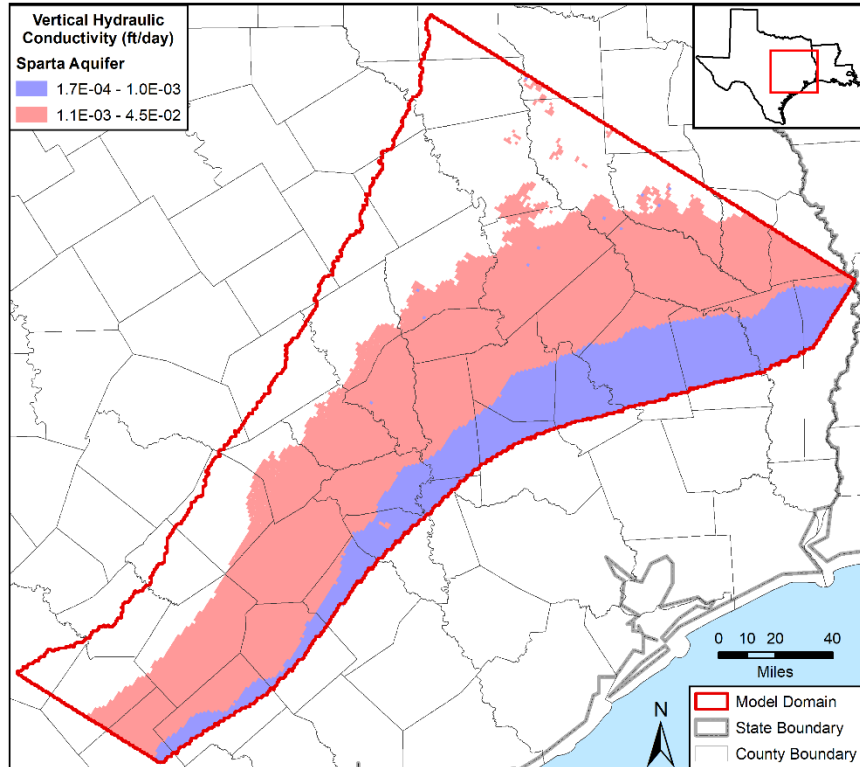 Vertical Hydraulic
Conductivity (ft/day)
Sparta Aquifer
1.7E-04 - 1.0E-03
1.1E-03 - 4.5E-02
0 10 20 40
Miles
N
Model Domain
State Boundary
County Boundary